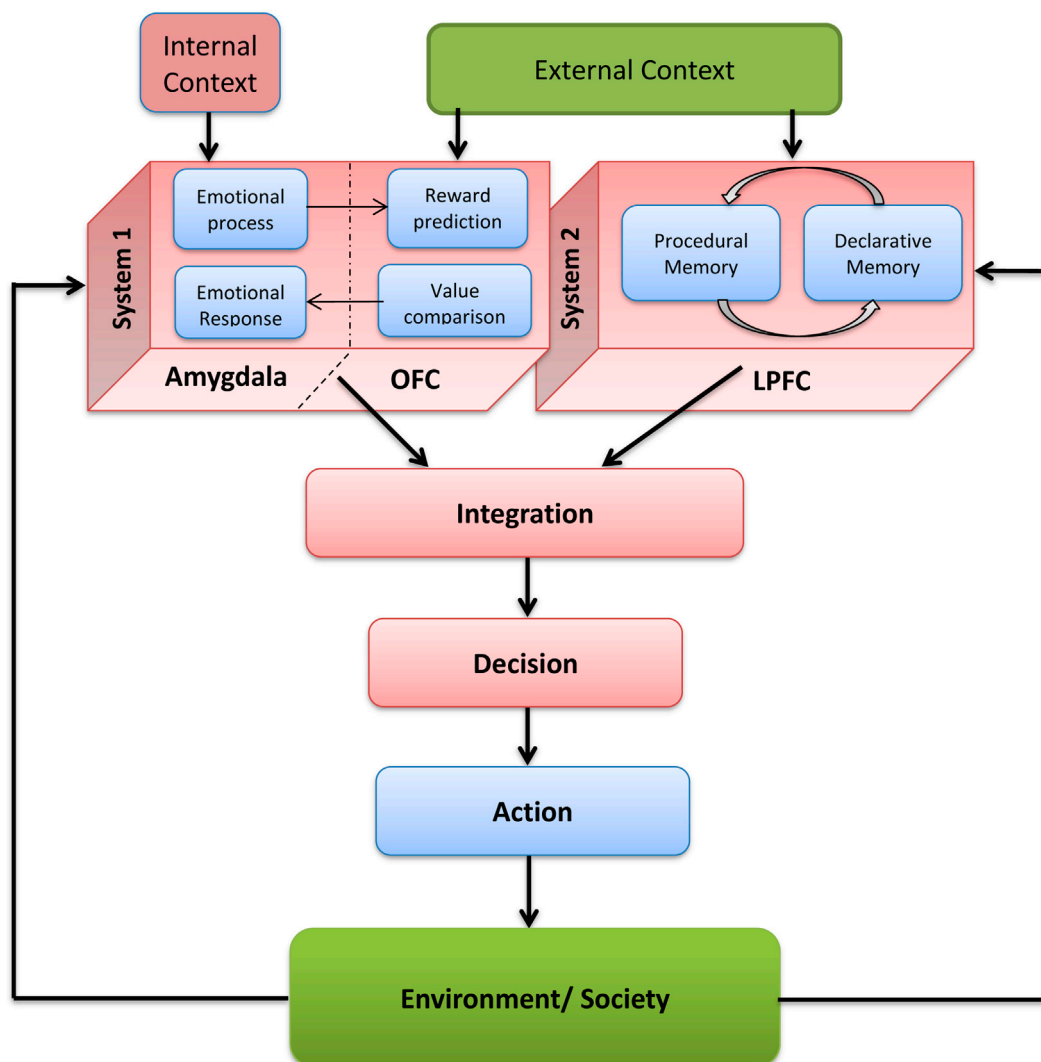 Internal
Context
External Context
System 1
Emotional
process
Reward
prediction
Emotional
Response
Value
comparison
Amygdala
OFC
System 2
Procedural
Memory
Declarative
Memory
LPFC
Integration
Decision
Action
Environment/ Society